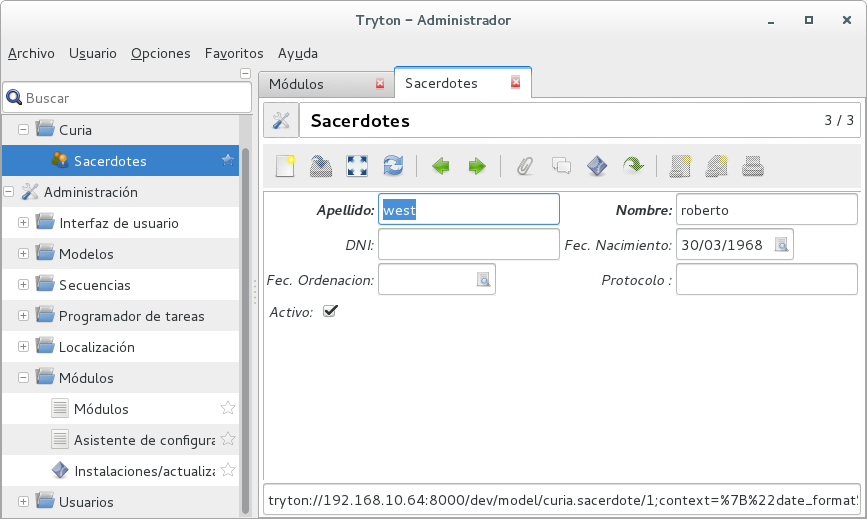 Tryton - Administrador
Archivo Usuario Opciones Favoritos Ayuda
Buscar
Curia
Sacerdotes
Administración
Interfaz de usuario
Modelos
Secuencias
Programador de tareas
Localización
Módulos
Módulos
Asistente de configura
Instalaciones/actualiza
Usuarios
Módulos Sacerdotes
Sacerdotes 3 / 3
Apellido: west Nombre: roberto
DNI: Fec. Nacimiento: 30/03/1968
Fec. Ordenacion: Protocolo :
Activo:
tryton://192.168.10.64:8000/dev/model/curia.sacerdote/1;context=%7B%22date_format